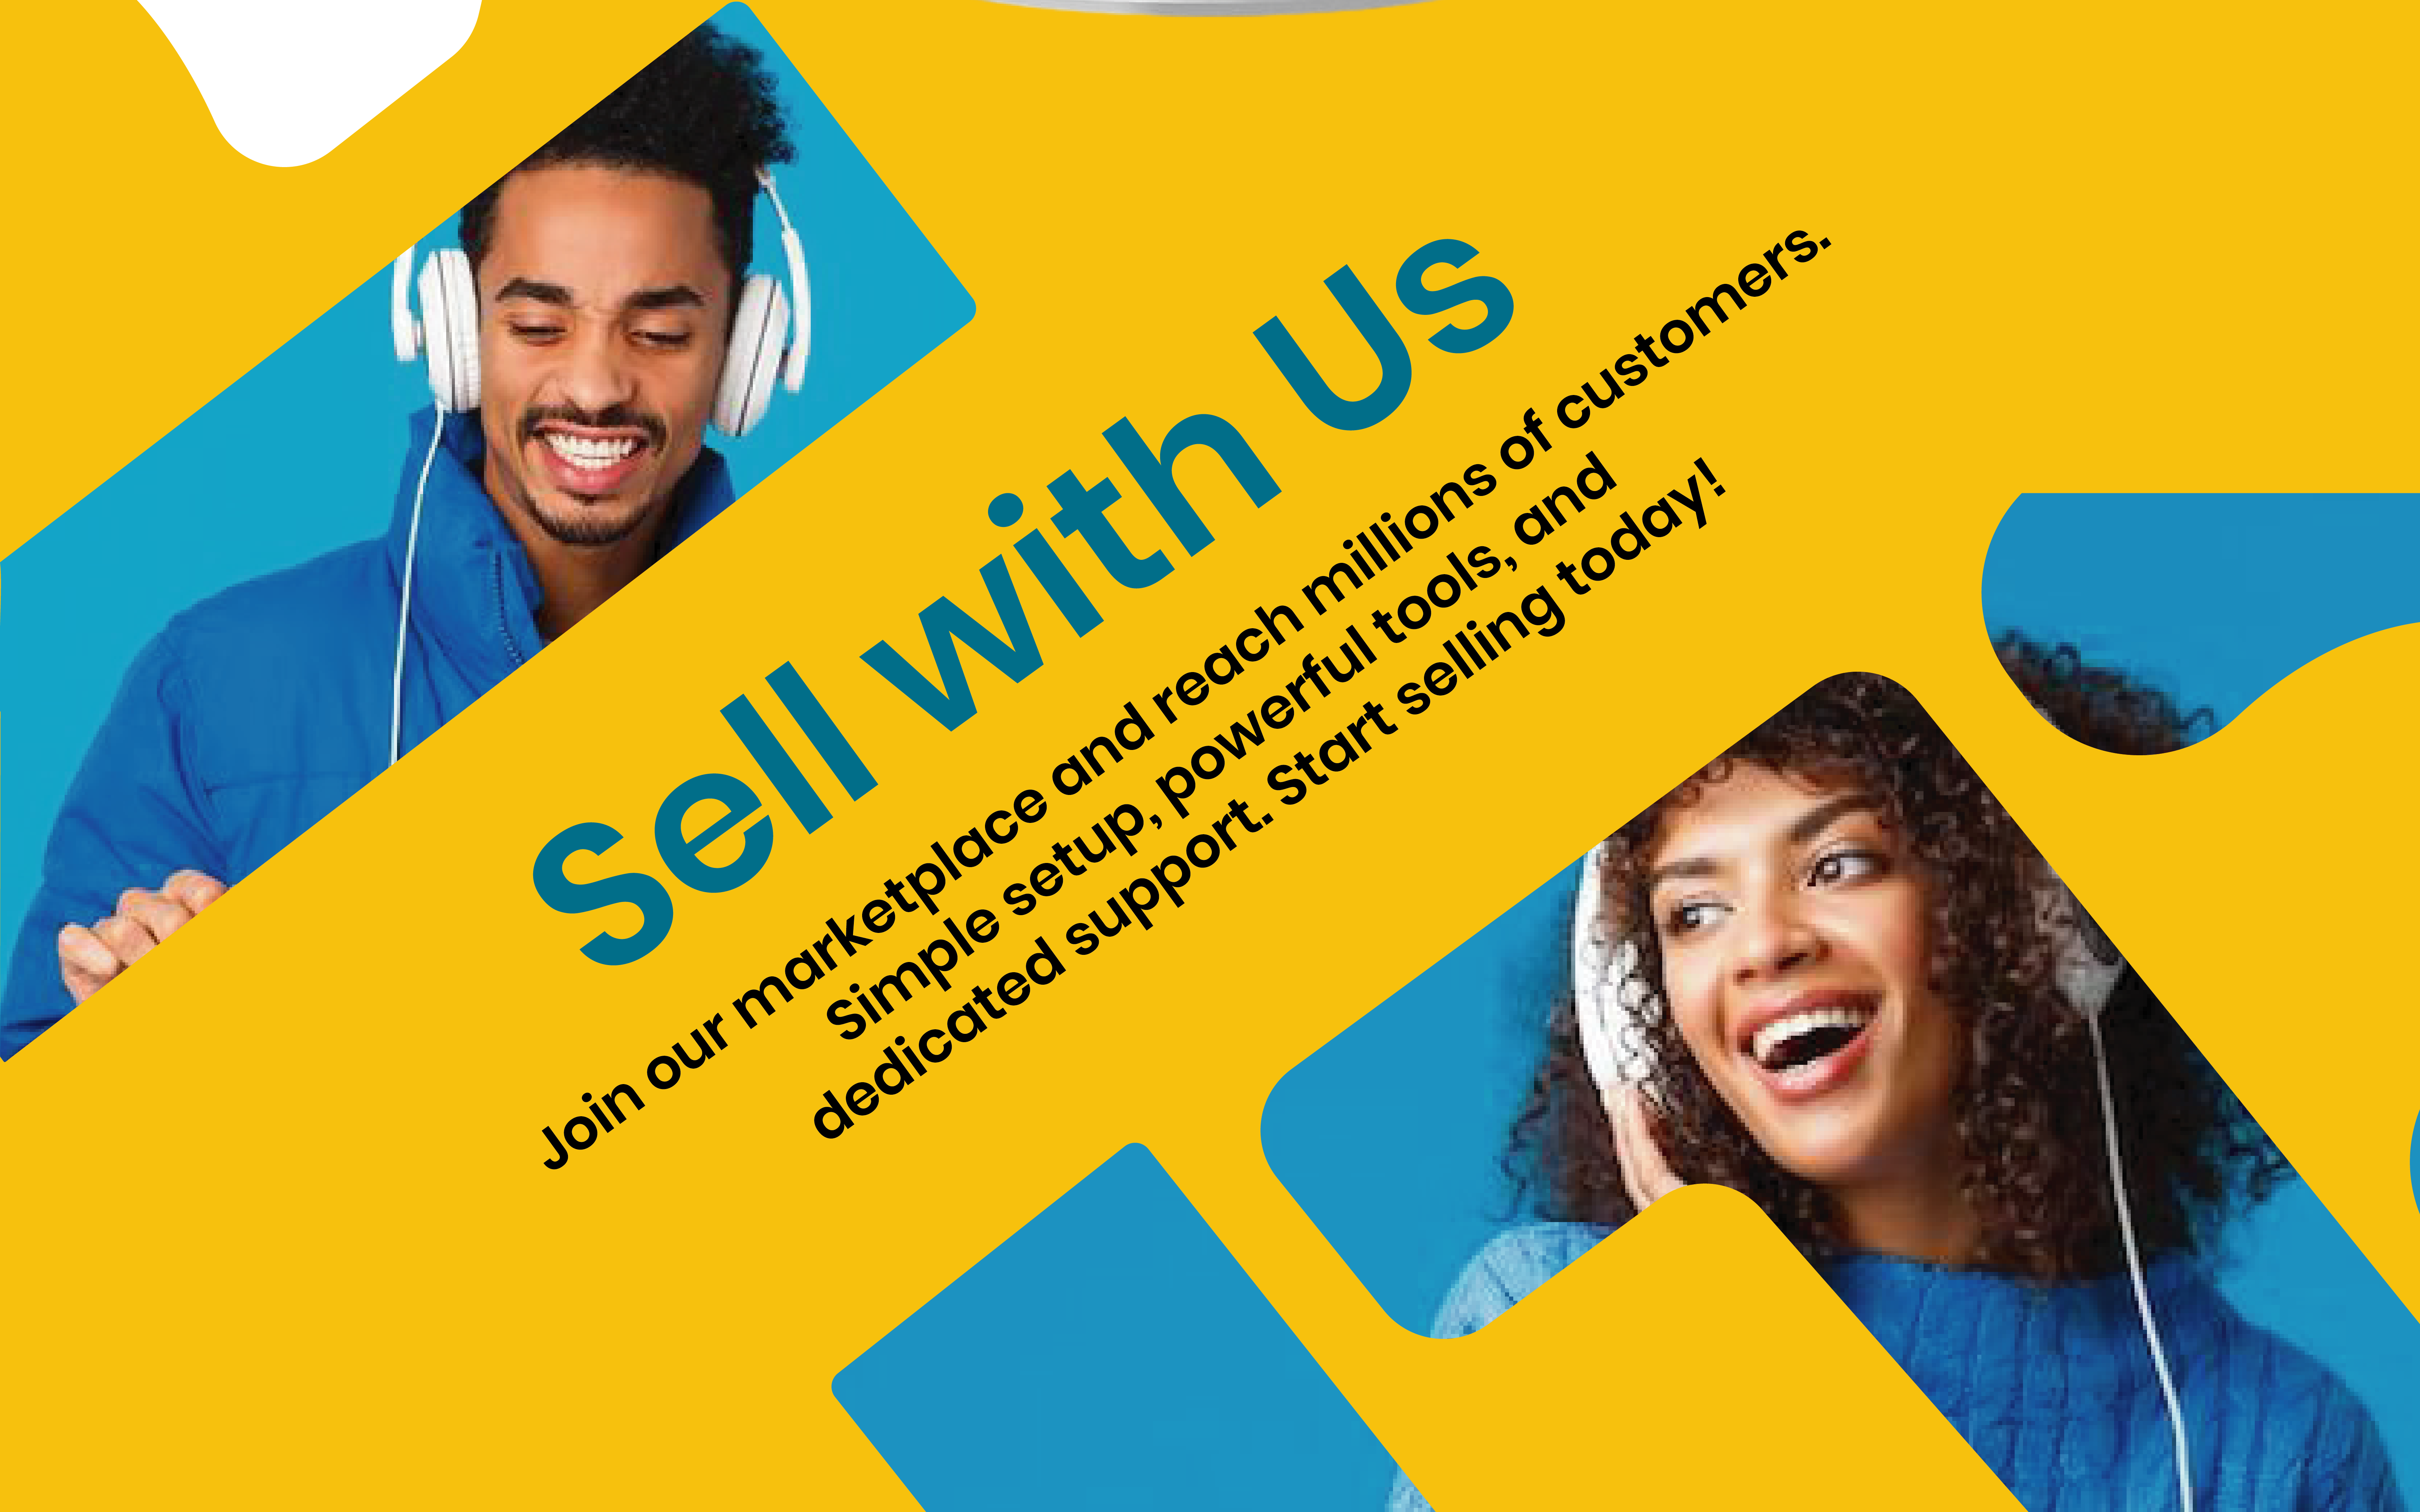 Sell with Us
Join our marketplace and reach millions of customers.
Simple setup, powerful tools, and
dedicated support. Start selling today!